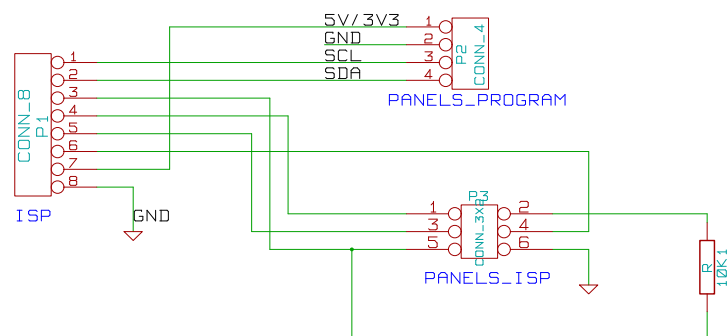 5V/3V3
GND
SCL
SDA
1
2
3
4
P2
CONN_4
PANELS_PROGRAM
CONN_8
P1
1
2
3
4
5
6
7
8
ISP
GND
P3
CONN_3X2
1
3
5
2
4
6
PANELS_ISP
R
10K1